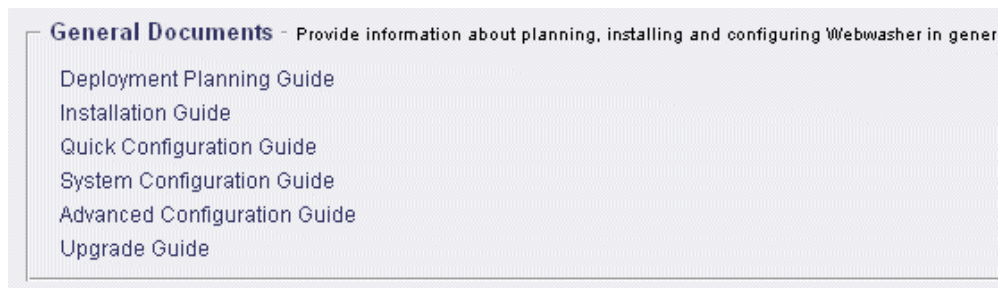 General Documents - Provide information about planning, installing and configuring Webwasher in gener
Deployment Planning Guide
Installation Guide
Quick Configuration Guide
System Configuration Guide
Advanced Configuration Guide
Upgrade Guide